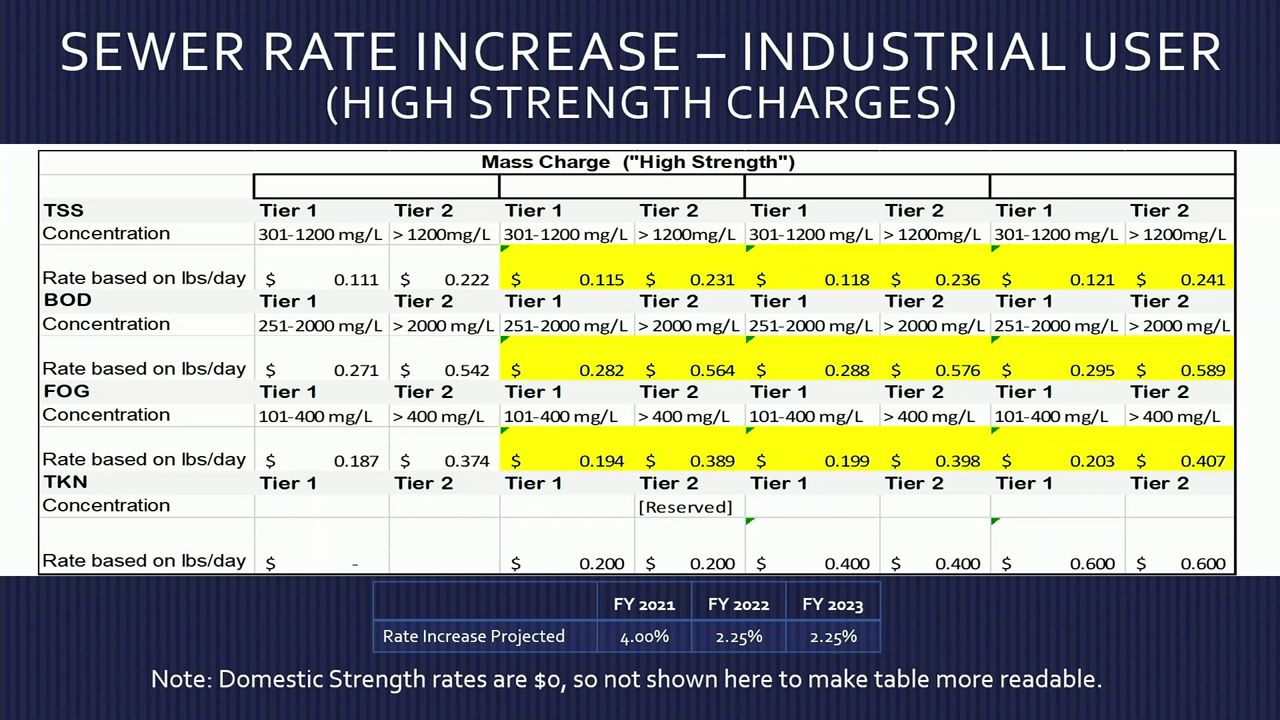 SEWER RATE INCREASE – INDUSTRIAL USER
(HIGH STRENGTH CHARGES)
Mass Charge ("High Strength")
TSS Tier 1 Tier 2 Tier 1 Tier 2 Tier 1 Tier 2 Tier 1 Tier 2
Concentration 301-1200 mg/L > 1200mg/L 301-1200 mg/L > 1200mg/L 301-1200 mg/L > 1200mg/L 301-1200 mg/L > 1200mg/L
Rate based on lbs/day $ 0.111 $ 0.222 $ 0.115 $ 0.231 $ 0.118 $ 0.236 $ 0.121 $ 0.241
BOD Tier 1 Tier 2 Tier 1 Tier 2 Tier 1 Tier 2 Tier 1 Tier 2
Concentration 251-2000 mg/L > 2000 mg/L 251-2000 mg/L > 2000 mg/L 251-2000 mg/L > 2000 mg/L 251-2000 mg/L > 2000 mg/L
Rate based on lbs/day $ 0.271 $ 0.542 $ 0.282 $ 0.564 $ 0.288 $ 0.576 $ 0.295 $ 0.589
FOG Tier 1 Tier 2 Tier 1 Tier 2 Tier 1 Tier 2 Tier 1 Tier 2
Concentration 101-400 mg/L > 400 mg/L 101-400 mg/L > 400 mg/L 101-400 mg/L > 400 mg/L 101-400 mg/L > 400 mg/L
Rate based on lbs/day $ 0.187 $ 0.374 $ 0.194 $ 0.389 $ 0.199 $ 0.398 $ 0.203 $ 0.407
TKN Tier 1 Tier 2 Tier 1 Tier 2 Tier 1 Tier 2 Tier 1 Tier 2
Concentration [Reserved]
Rate based on lbs/day $ - $ 0.200 $ 0.200 $ 0.400 $ 0.400 $ 0.600 $ 0.600
FY 2021 FY 2022 FY 2023
Rate Increase Projected 4.00% 2.25% 2.25%
Note: Domestic Strength rates are $0, so not shown here to make table more readable.